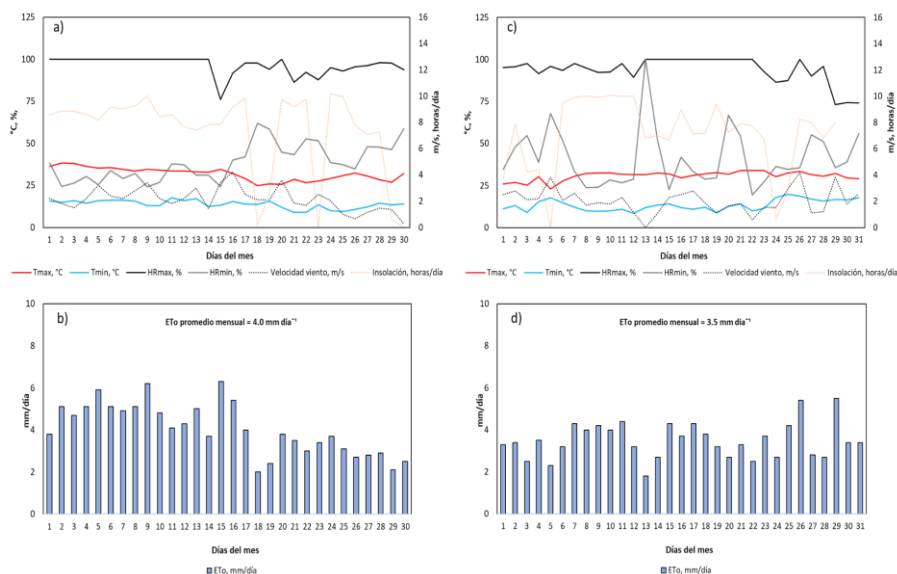 a)
125
100
75
50
25
0
°C, %,
16
14
12
10
8
6
4
2
0
m/s, horas/día
1 2 3 4 5 6 7 8 9 10 11 12 13 14 15 16 17 18 19 20 21 22 23 24 25 26 27 28 29 30
Días del mes
Tmax, °C Tmin, °C HRmax, % HRmin, % Velocidad viento, m/s Insolación, horas/día
c)
125
100
75
50
25
0
°C, %,
16
14
12
10
8
6
4
2
0
m/s, horas/día
1 2 3 4 5 6 7 8 9 10 11 12 13 14 15 16 17 18 19 20 21 22 23 24 25 26 27 28 29 30 31
Días del mes
Tmax, °C Tmin, °C HRmax, % HRmin, % Velocidad viento, m/s Insolación, horas/día
b)
ETo promedio mensual = 4.0 mm día⁻¹
10
8
6
4
2
0
mm/día
1 2 3 4 5 6 7 8 9 10 11 12 13 14 15 16 17 18 19 20 21 22 23 24 25 26 27 28 29 30
Días del mes
ETo, mm/día
d)
ETo promedio mensual = 3.5 mm día⁻¹
10
8
6
4
2
0
mm/día
1 2 3 4 5 6 7 8 9 10 11 12 13 14 15 16 17 18 19 20 21 22 23 24 25 26 27 28 29 30 31
Días del mes
ETo, mm/día